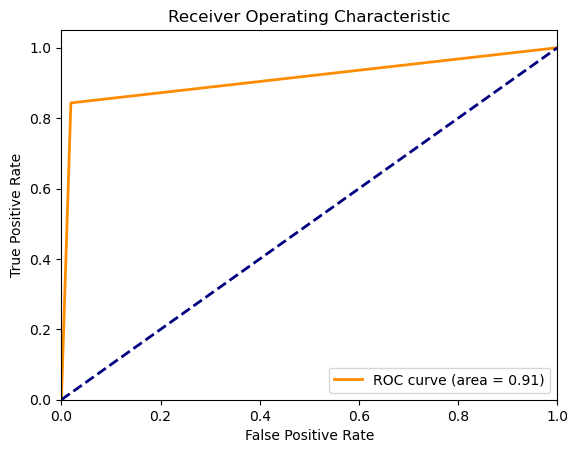 Receiver Operating Characteristic
True Positive Rate
1.0
0.8
0.6
0.4
0.2
0.0
ROC curve (area = 0.91)
0.0 0.2 0.4 0.6 0.8 1.0
False Positive Rate